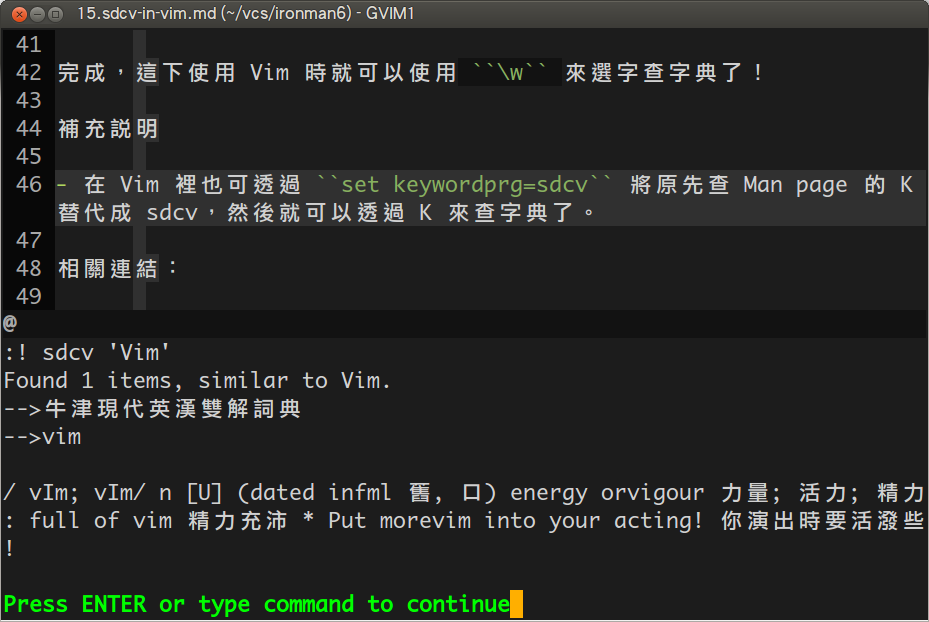 15.sdcv-in-vim.md (~/vcs/ironman6) - GVIM1
41
42 完成，這下使用 Vim 時就可以使用 ``\w`` 來選字查字典了！
43
44 補充説明
45
46 - 在 Vim 裡也可透過 ``set keywordprg=sdcv`` 將原先查 Man page 的 K
替代成 sdcv，然後就可以透過 K 來查字典了。
47
48 相關連結：
49
@
:! sdcv 'Vim'
Found 1 items, similar to Vim.
-->牛津現代英漢雙解詞典
-->vim
/ vIm; vIm/ n [U] (dated infml 舊, 口) energy orvigour 力量; 活力; 精力
: full of vim 精力充沛 * Put morevim into your acting! 你演出時要活潑些
!
Press ENTER or type command to continue